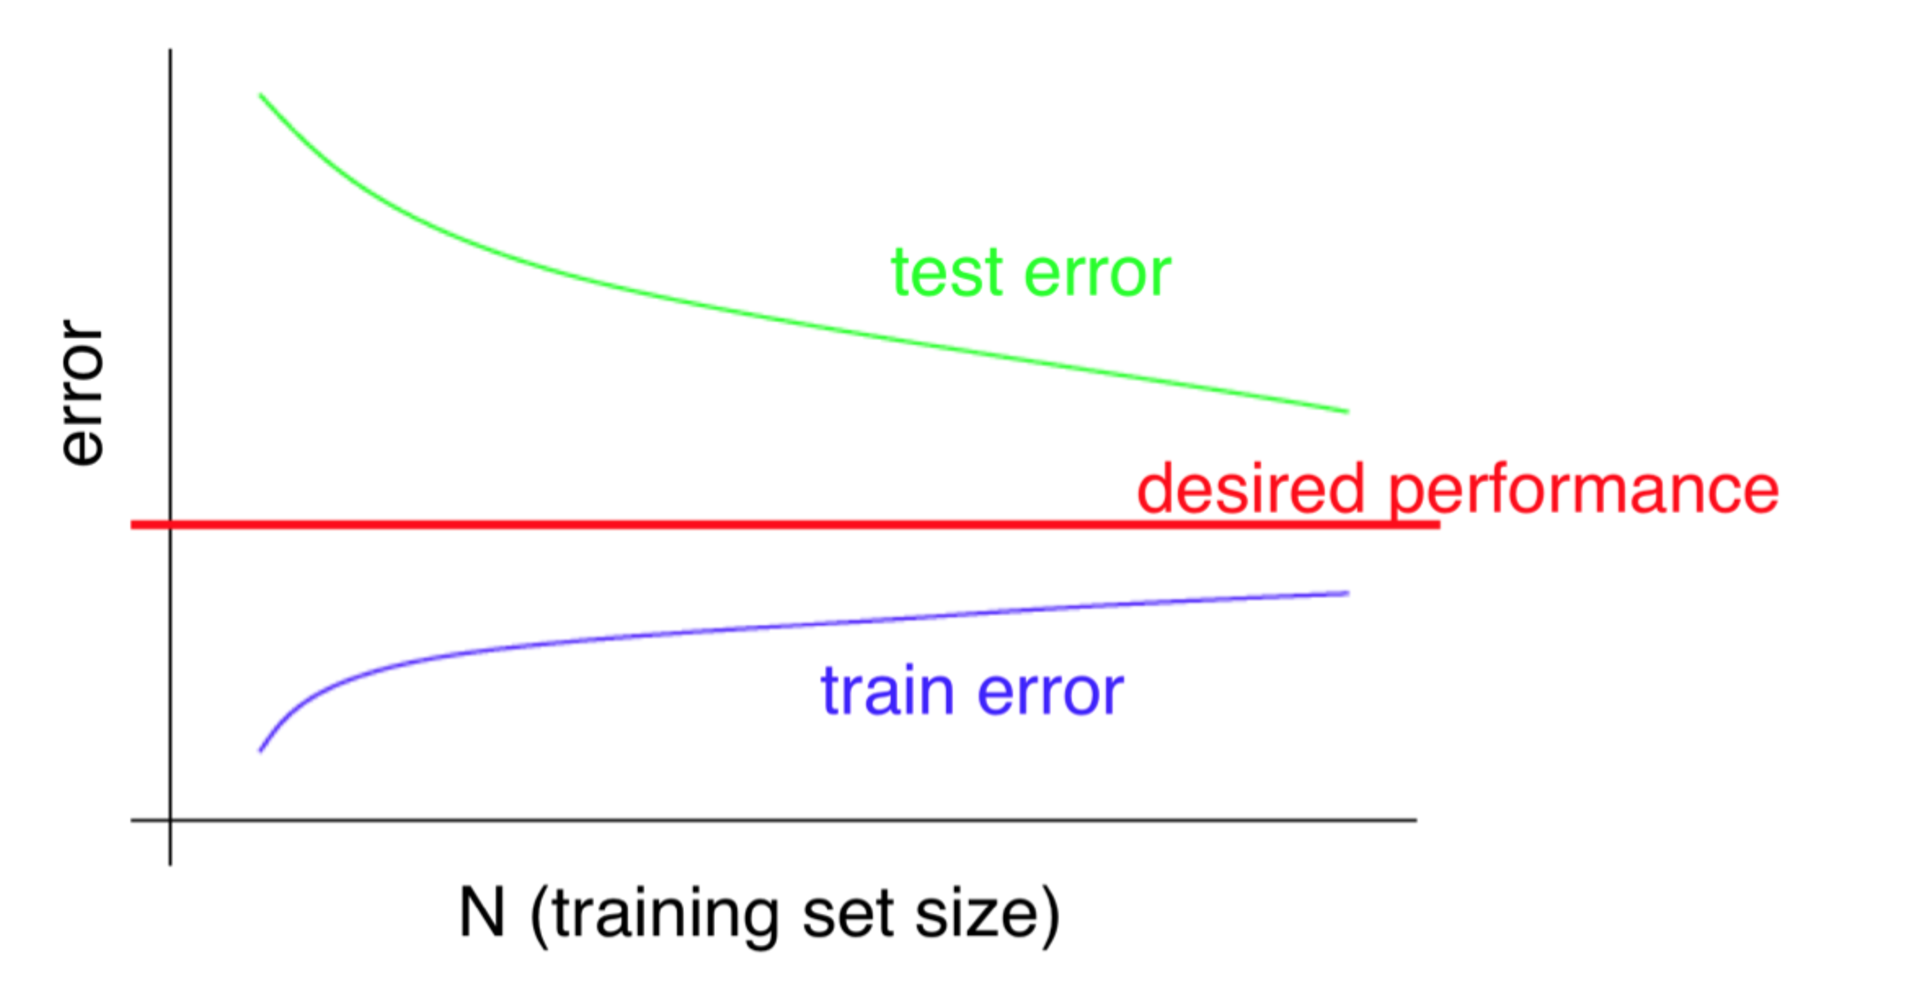 test error
error
desired performance
train error
N (training set size)